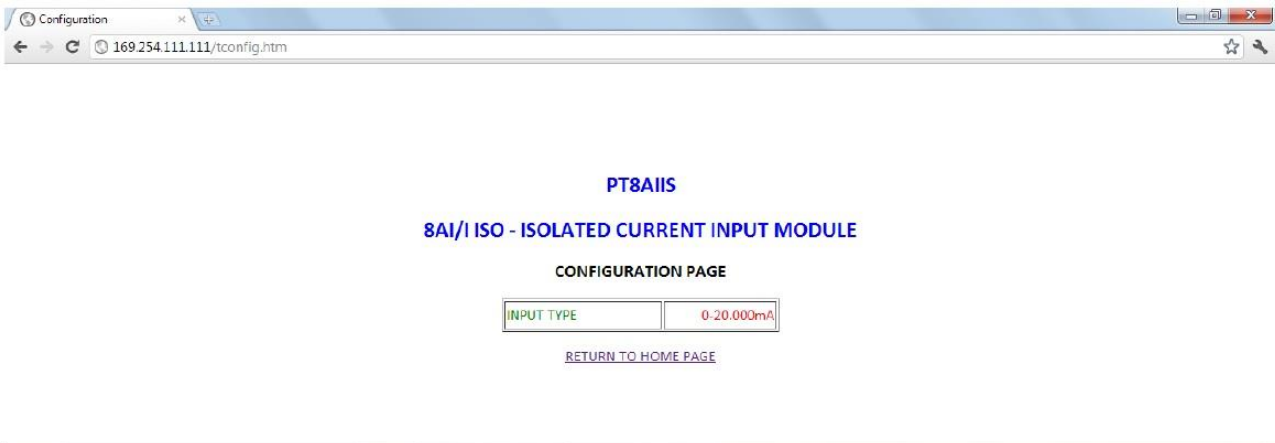 Configuration
169.254.111.111/tconfig.htm
PT8AIIS
8AI/I ISO - ISOLATED CURRENT INPUT MODULE
CONFIGURATION PAGE
INPUT TYPE 0-20.000mA
RETURN TO HOME PAGE